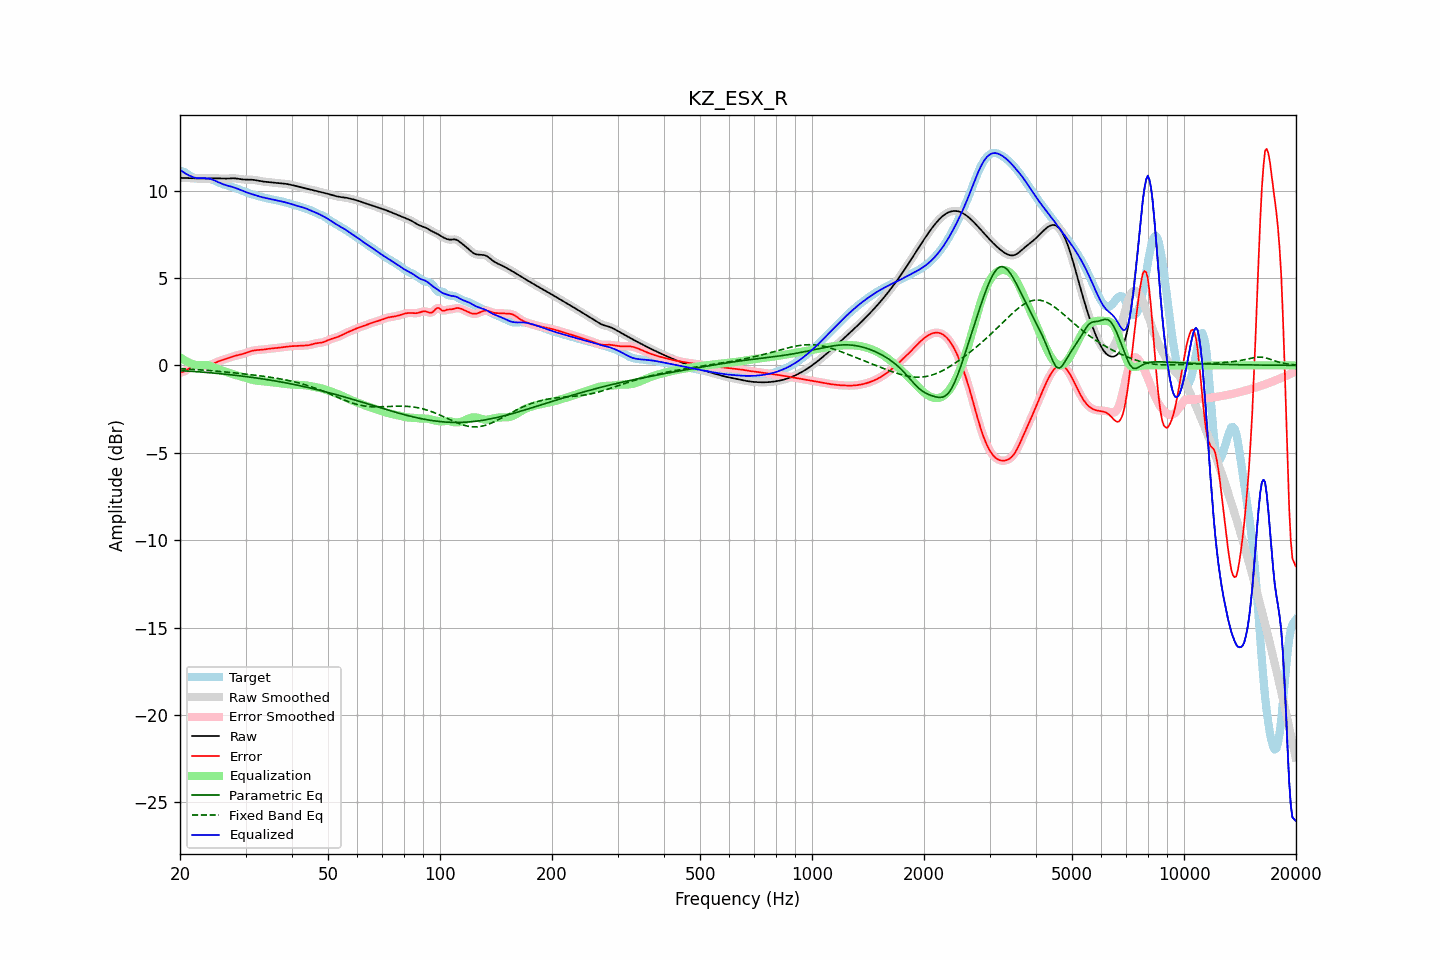 KZ_ESX_R
Amplitude (dBr)
10
5
0
−5
−10
−15
−20
−25
Target
Raw Smoothed
Error Smoothed
Raw
Error
Equalization
Parametric Eq
Fixed Band Eq
Equalized
20 50 100 200 500 1000 2000 5000 10000 20000
Frequency (Hz)